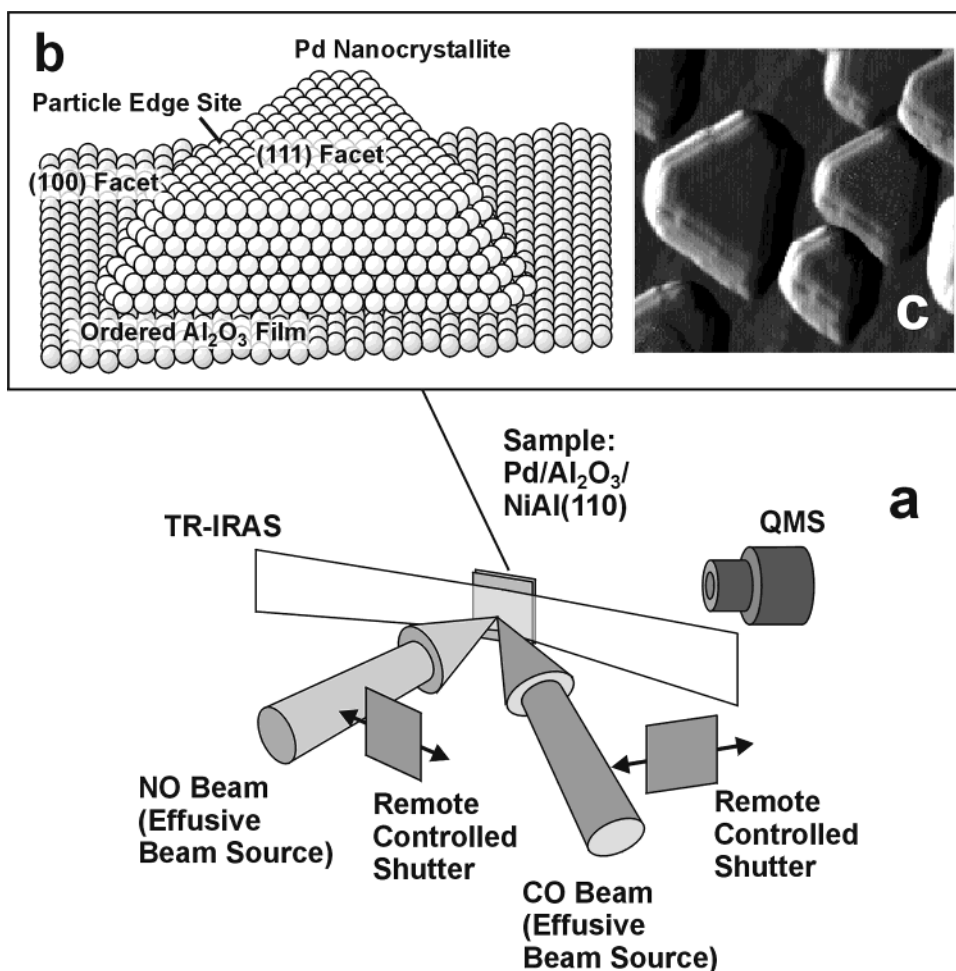 b
Pd Nanocrystallite
Particle Edge Site
(111) Facet
(100) Facet
Ordered Al₂O₃ Film
c
Sample:
Pd/Al₂O₃/
NiAl(110)
a
TR-IRAS
QMS
NO Beam
(Effusive
Beam Source)
Remote
Controlled
Shutter
CO Beam
(Effusive
Beam Source)
Remote
Controlled
Shutter